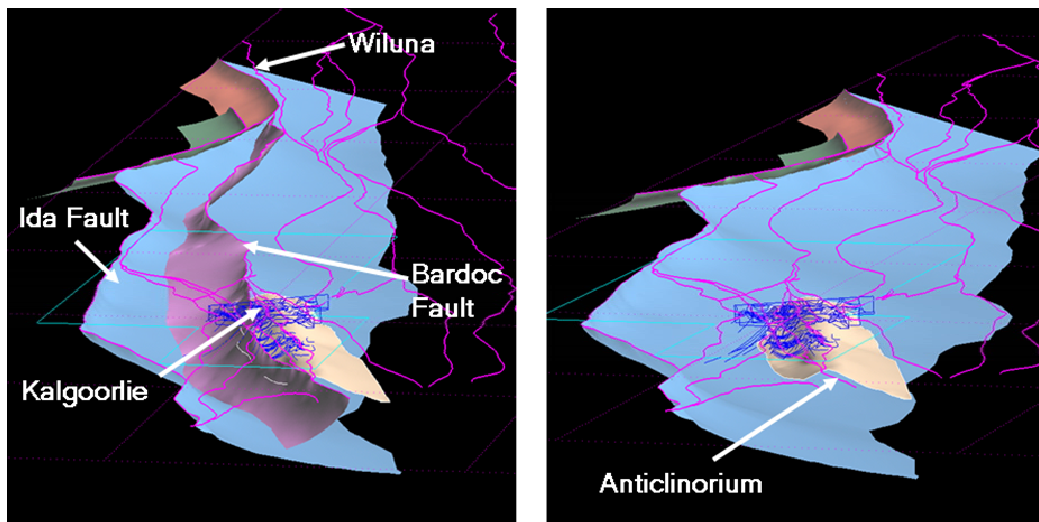 Wiluna
Ida Fault
Bardoc
Fault
Kalgoorlie
Anticlinorium